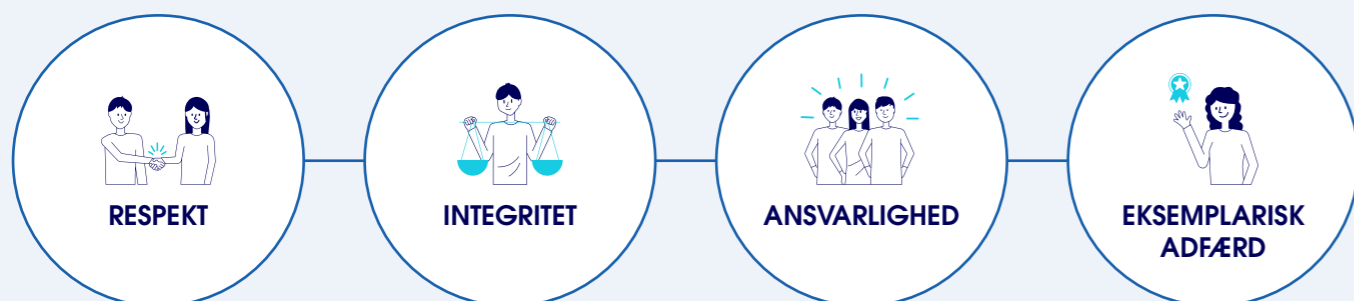 RESPEKT
INTEGRITET
ANSVARLIGHED
EKSEMPLARISK
ADFÆRD